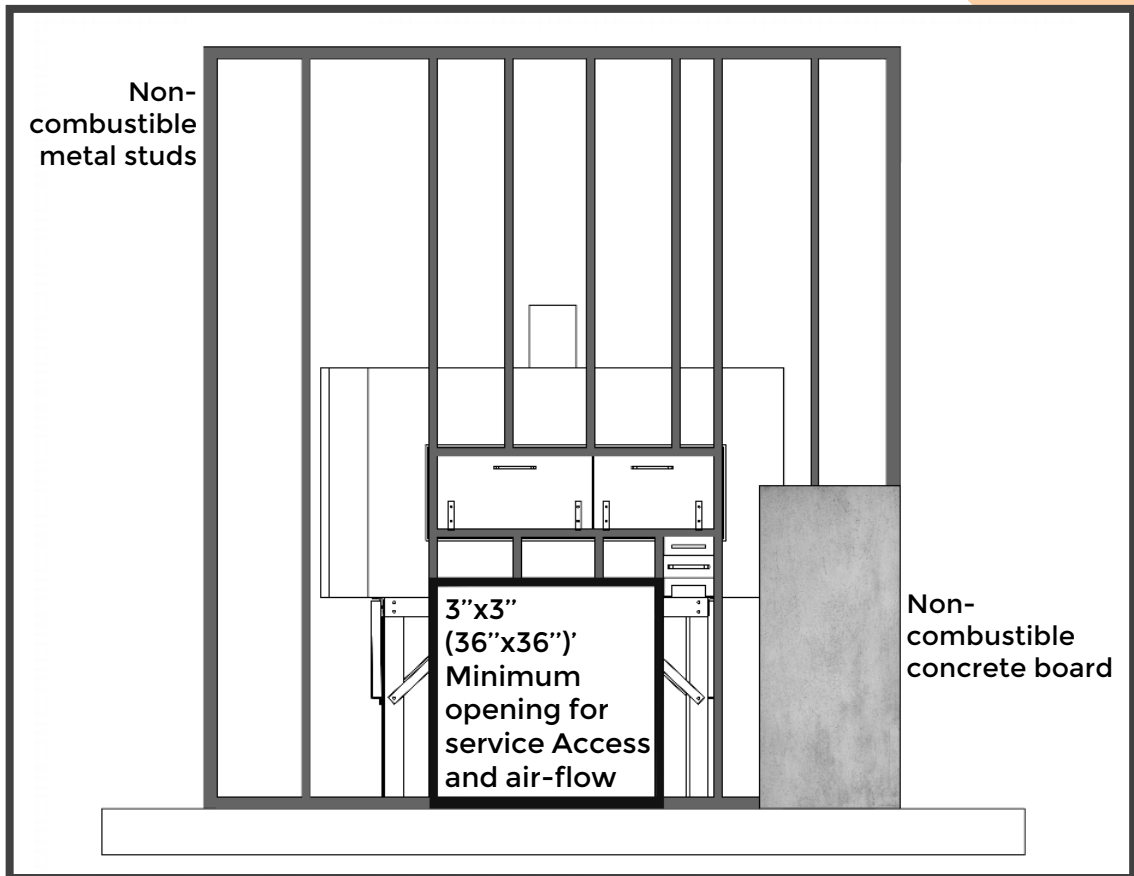 Non-
combustible
metal studs
3’’x3’’
(36’’x36’’)’
Minimum
opening for
service Access
and air-flow
Non-
combustible
concrete board